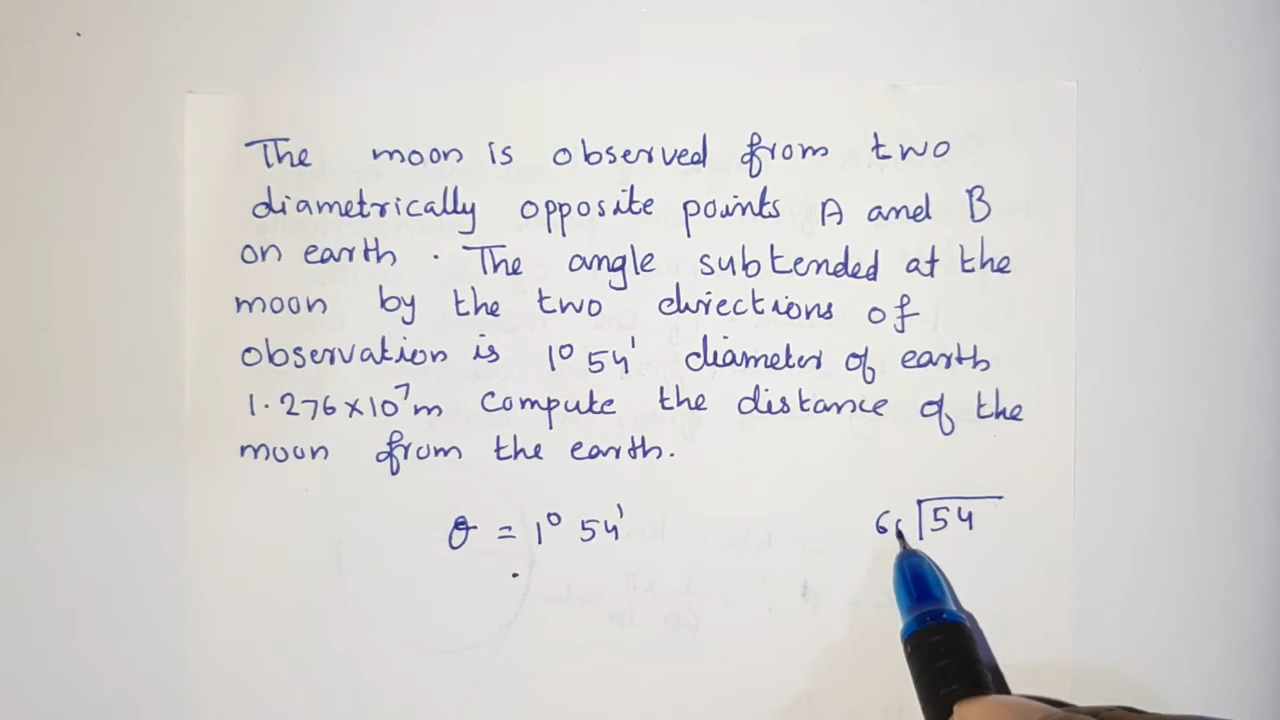 The moon is observed from two
diametrically opposite points A and B
on earth . The angle subtended at the
moon by the two directions of
observation is 1° 54' diameter of earth
1.276×10⁷m compute the distance of the
moon from the earth.
θ = 1° 54'
54